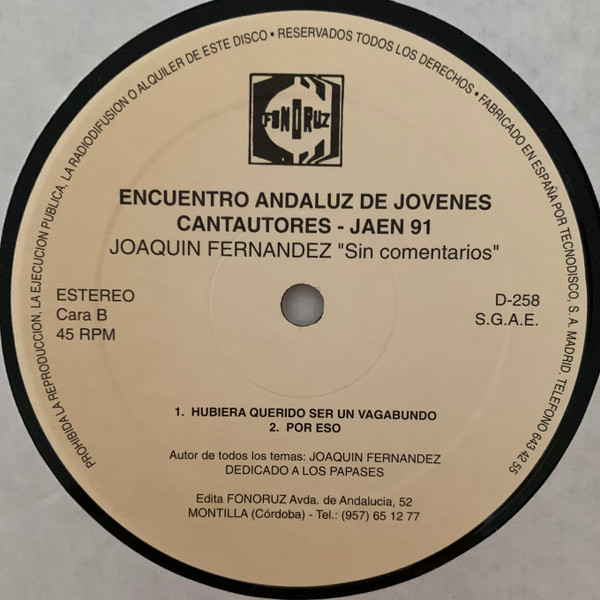 PROHIBIDA LA REPRODUCCION, LA EJECUCION PUBLICA, LA RADIODIFUSION O ALQUILER DE ESTE DISCO • RESERVADOS TODOS LOS DERECHOS • FABRICADO EN ESPAÑA POR TECNODISCO, S. A. MADRID. TELEFONO 643 42 55
FONORUZ
ENCUENTRO ANDALUZ DE JOVENES
CANTAUTORES - JAEN 91
JOAQUIN FERNANDEZ "Sin comentarios"
ESTEREO
Cara B
45 RPM
D-258
S.G.A.E.
1. HUBIERA QUERIDO SER UN VAGABUNDO
2. POR ESO
Autor de todos los temas: JOAQUIN FERNANDEZ
DEDICADO A LOS PAPASES
Edita FONORUZ Avda. de Andalucia, 52
MONTILLA (Córdoba) - Tel.: (957) 65 12 77